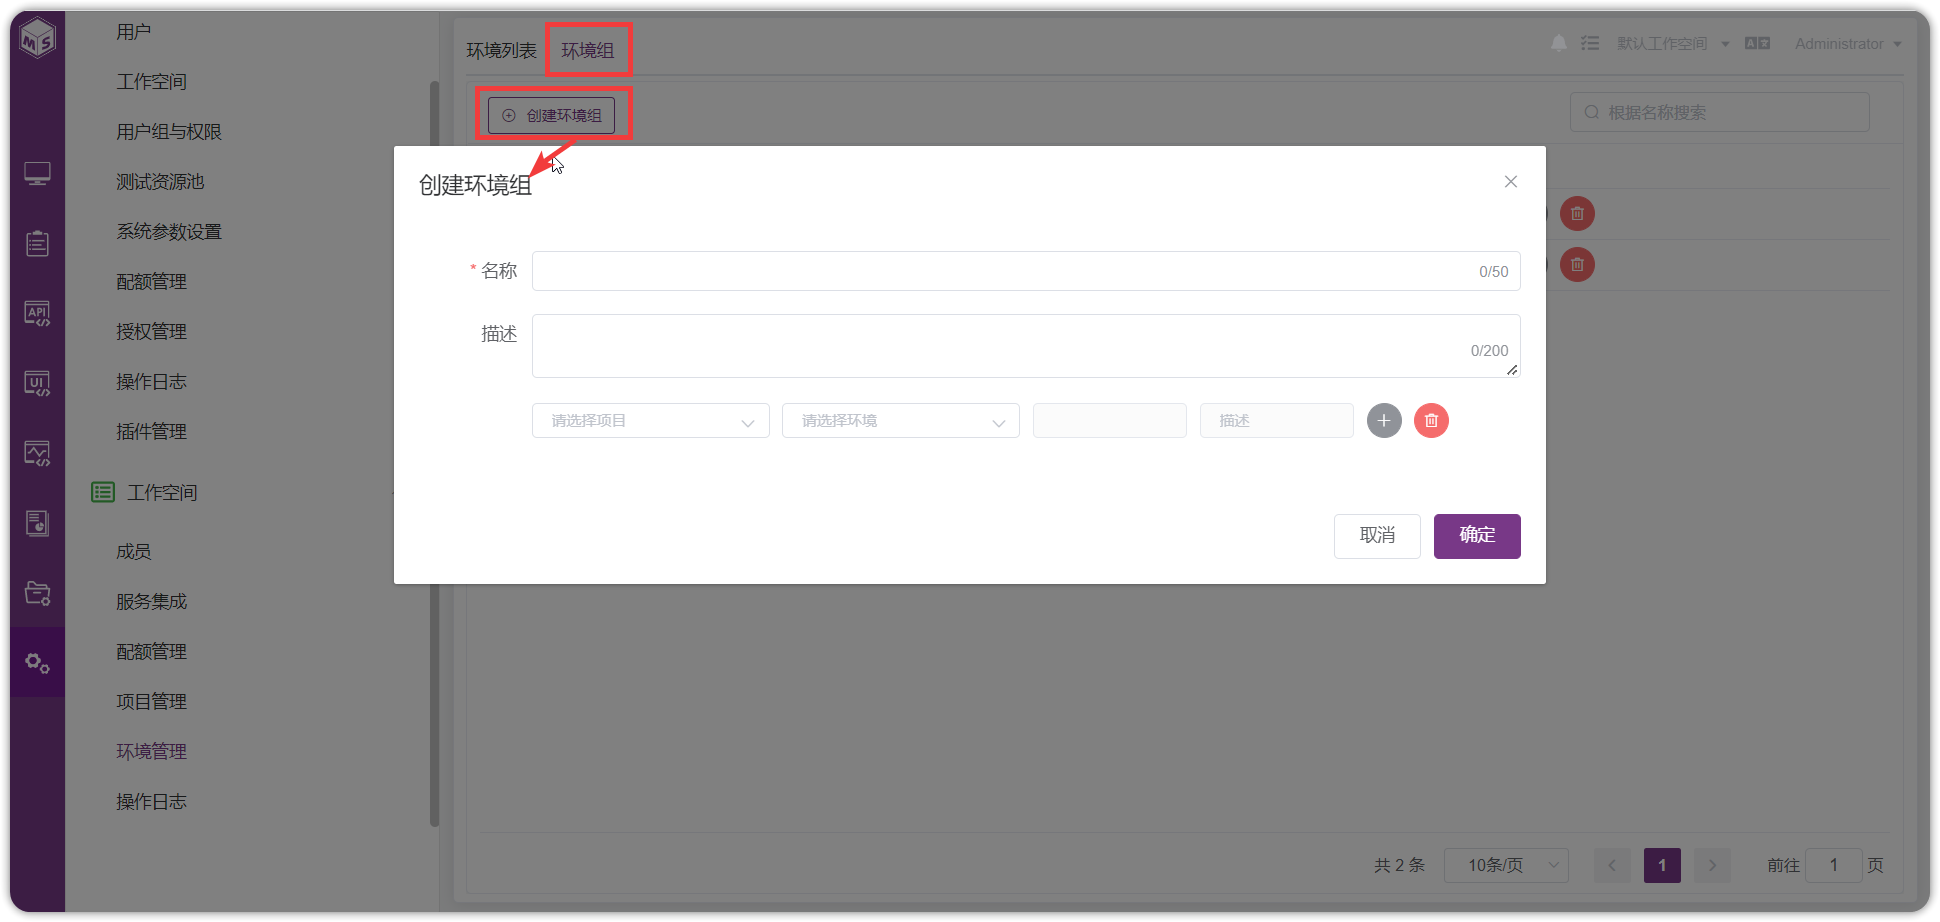 MS
用户
工作空间
用户组与权限
测试资源池
系统参数设置
配额管理
授权管理
操作日志
插件管理
工作空间
成员
服务集成
配额管理
项目管理
环境管理
操作日志
API
UI
环境列表 环境组
默认工作空间
Administrator
创建环境组
根据名称搜索
创建环境组
* 名称
0/50
描述
0/200
请选择项目 请选择环境 描述
取消 确定
共 2 条 10条/页 1 前往 1 页